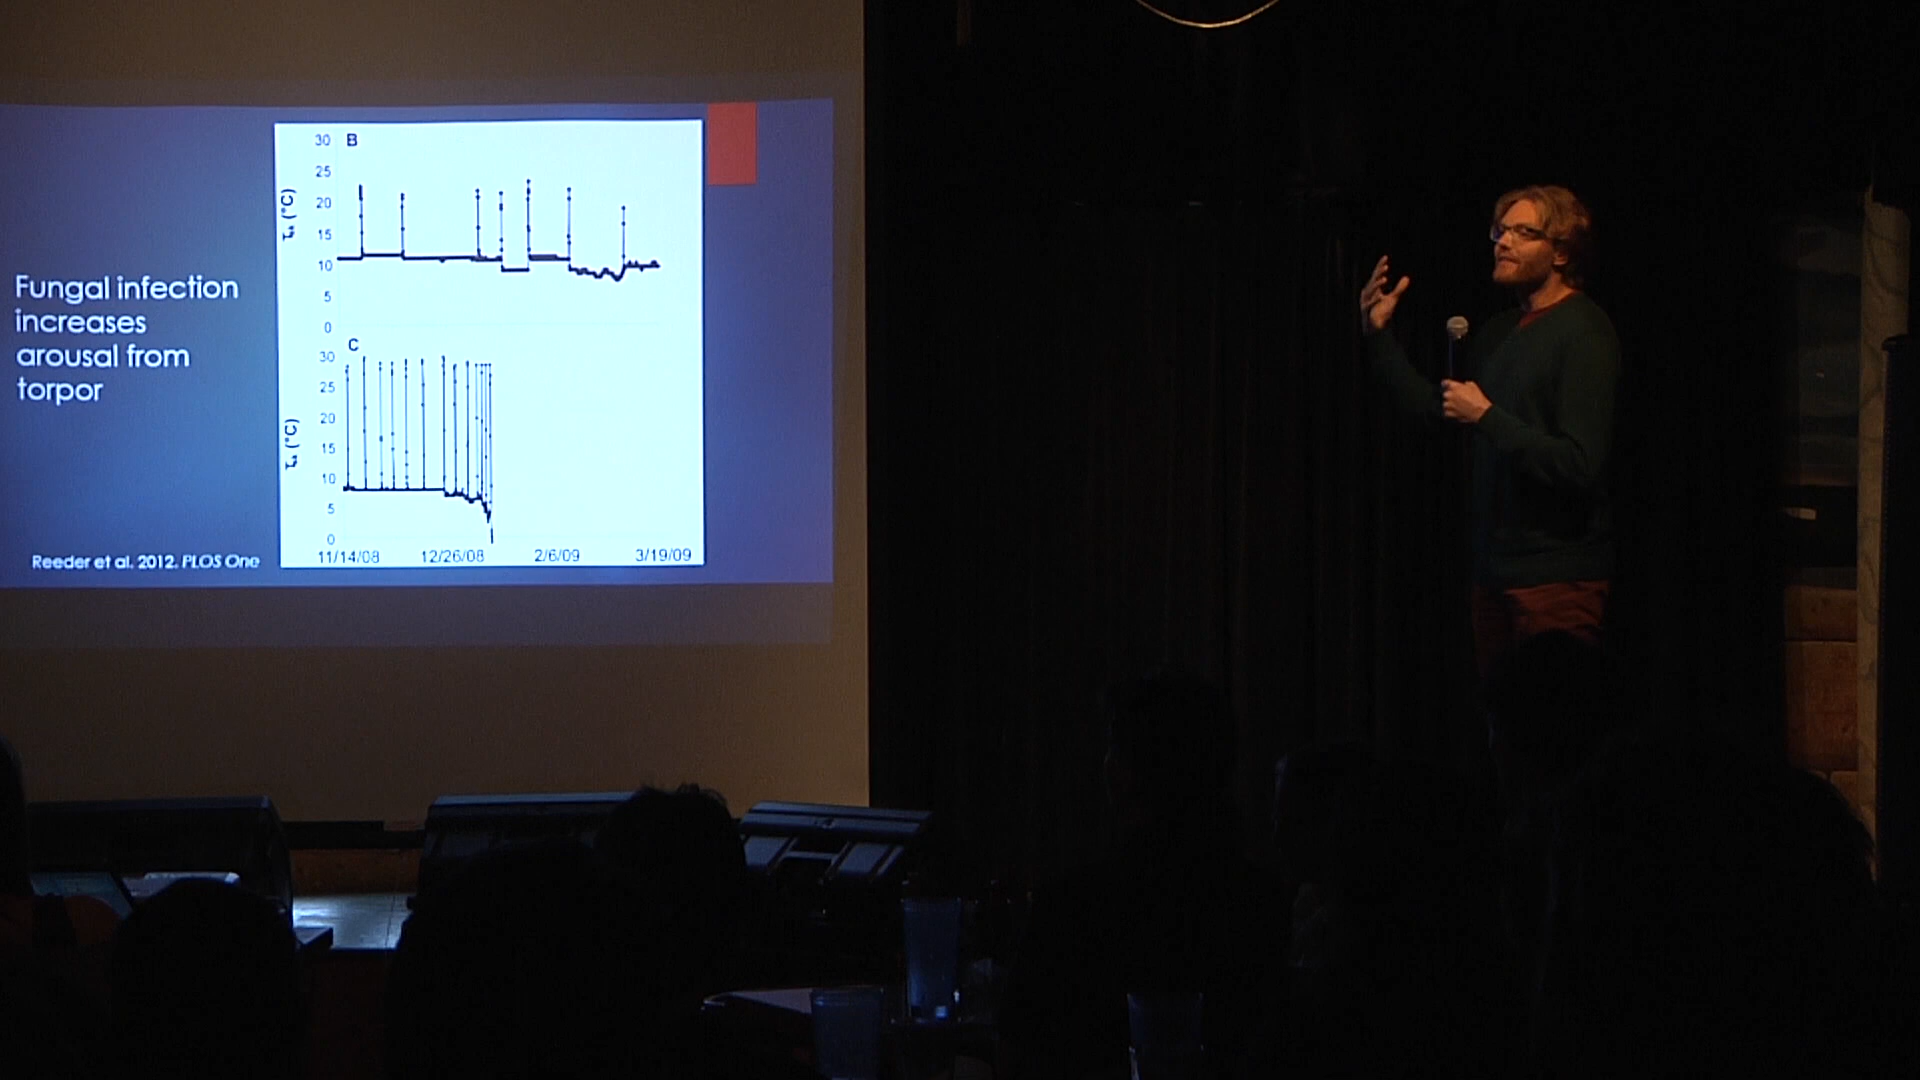 Fungal infection
increases
arousal from
torpor
Reeder et al. 2012. PLOS One
B
30
25
20
15
10
5
0
C
30
25
20
15
10
5
0
(°C)
(°C)
11/14/08 12/26/08 2/6/09 3/19/09